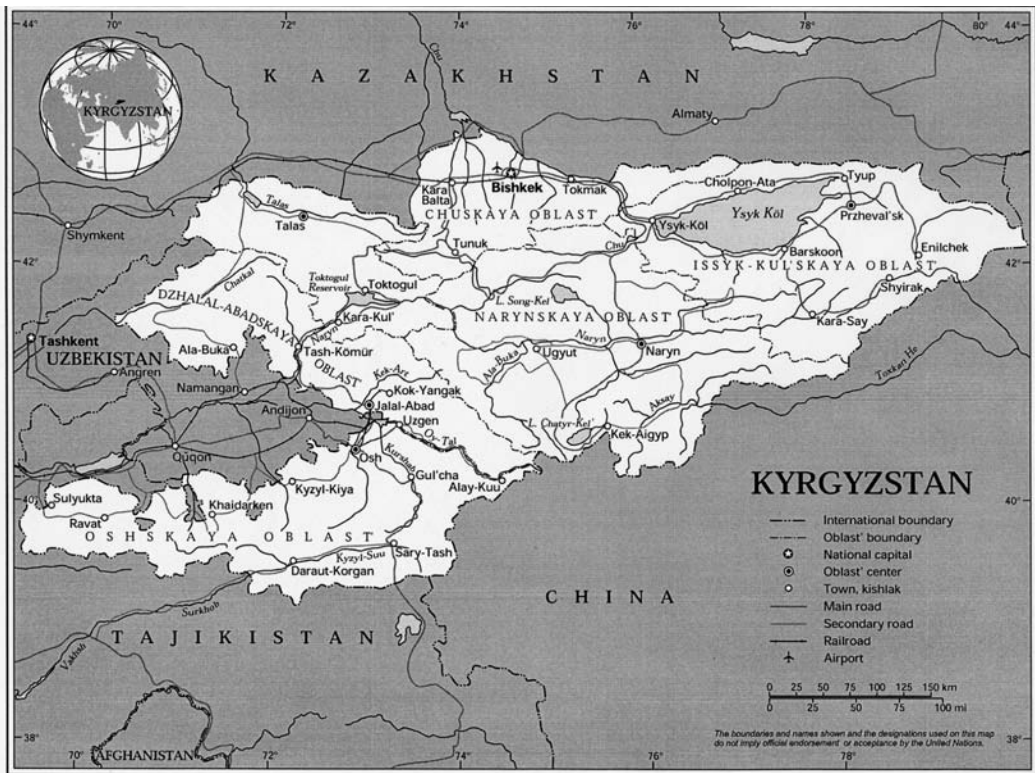 44°
70°
72°
74°
76°
78°
80°
44°
KYRGYZSTAN
K A Z A K H S T A N
Chu
Almaty
Shymkent
Talas
Talas
Kara
Balta
Bishkek
Tokmak
CHUSKAYA OBLAST'
Cholpon-Ata
Tyup
Przheval'sk
Ysyk Köl
Ysyk-Köl
Chu
Tunuk
Barskoon
Enilchek
42°
ISSYK-KUL'SKAYA OBLAST'
42°
Chatkal
Toktogul
Reservoir
Toktogul
L. Song-Kel
Shyirak
DZHALAL-ABADSKAYA
OBLAST'
Kara-Kul'
Naryn
NARYNSKAYA OBLAST'
Kara-Say
Tashkent
UZBEKISTAN
Angren
Ala-Buka
Tash-Kömür
Naryn
Naryn
Ugyut
Ala-Buka
Toxkan He
Namangan
Kek-Art
Kok-Yangak
Jalal-Abad
Andijon
Uzgen
Aksay
L. Chatyr-Kel'
Kek-Aigyp
Quqon
Osh
Kurshab
Gul'cha
Alay-Kuu
Kyzyl-Kiya
40°
Sulyukta
Ravat
Khaidarken
OSHSKAYA OBLAST'
Kyzyl-Suu
Sary-Tash
Daraut-Korgan
40°
C H I N A
Surkhob
Vakhsh
T A J I K I S T A N
38°
AFGHANISTAN
70°
72°
74°
76°
38°
KYRGYZSTAN
International boundary
Oblast' boundary
National capital
Oblast' center
Town, kishlak
Main road
Secondary road
Railroad
Airport
0 25 50 75 100 125 150 km
0 25 50 75 100 mi
The boundaries and names shown and the designations used on this map
do not imply official endorsement or acceptance by the United Nations.